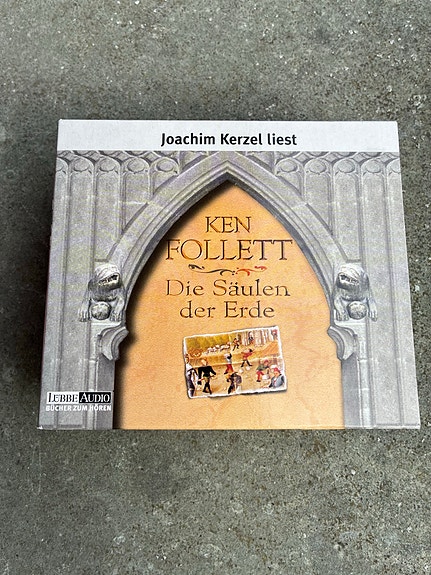 Joachim Kerzel liest
KEN
FOLLETT
Die Säulen
der Erde
LÜBBE AUDIO
BÜCHER ZUM HÖREN